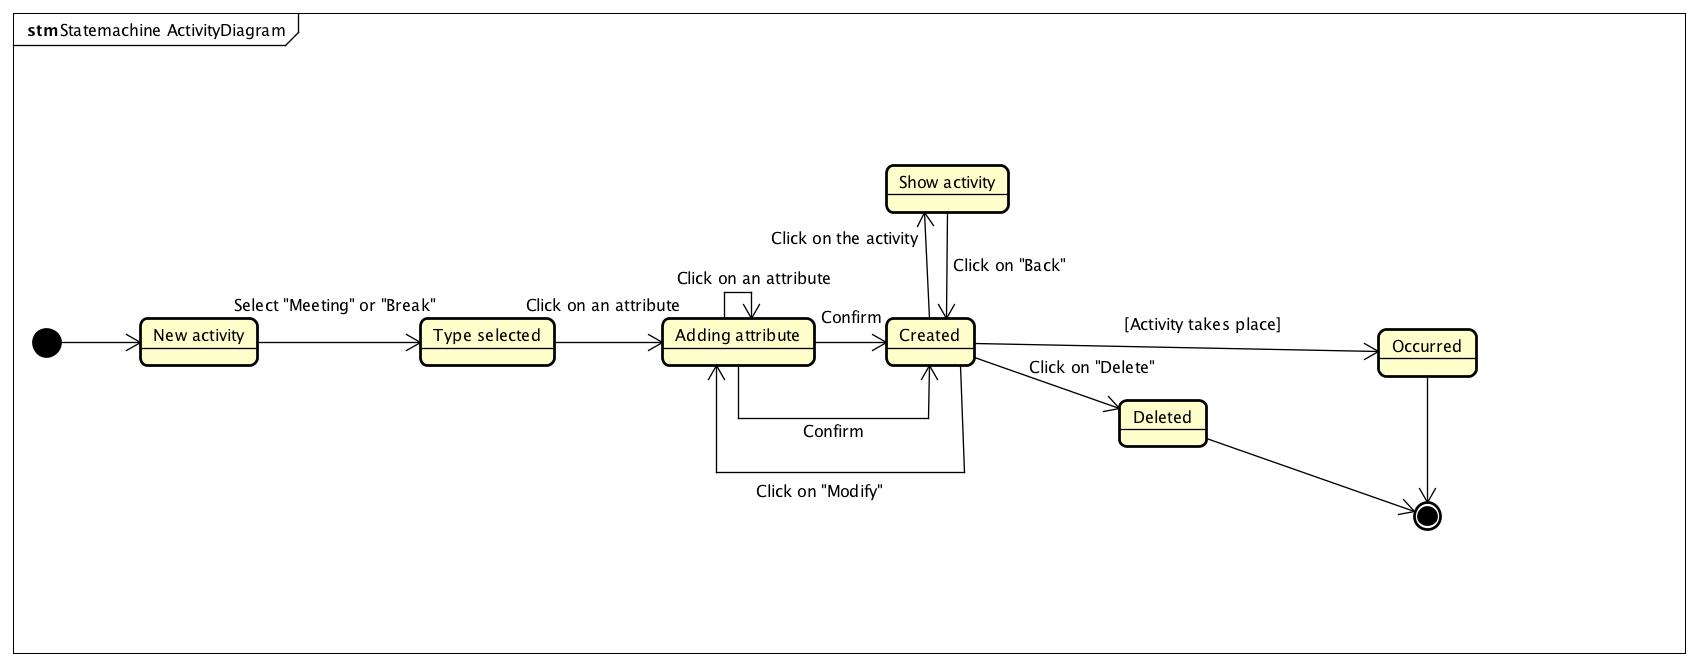 stm Statemachine ActivityDiagram
Show activity
Click on the activity
Click on "Back"
Click on an attribute
Select "Meeting" or "Break"
Click on an attribute
Confirm
[Activity takes place]
New activity
Type selected
Adding attribute
Created
Occurred
Click on "Delete"
Deleted
Confirm
Click on "Modify"